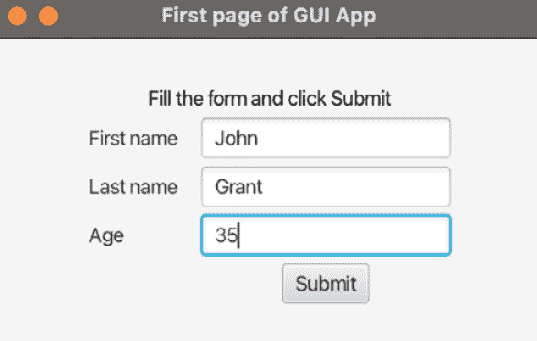 First page of GUI App
Fill the form and click Submit
First name John
Last name Grant
Age 35
Submit